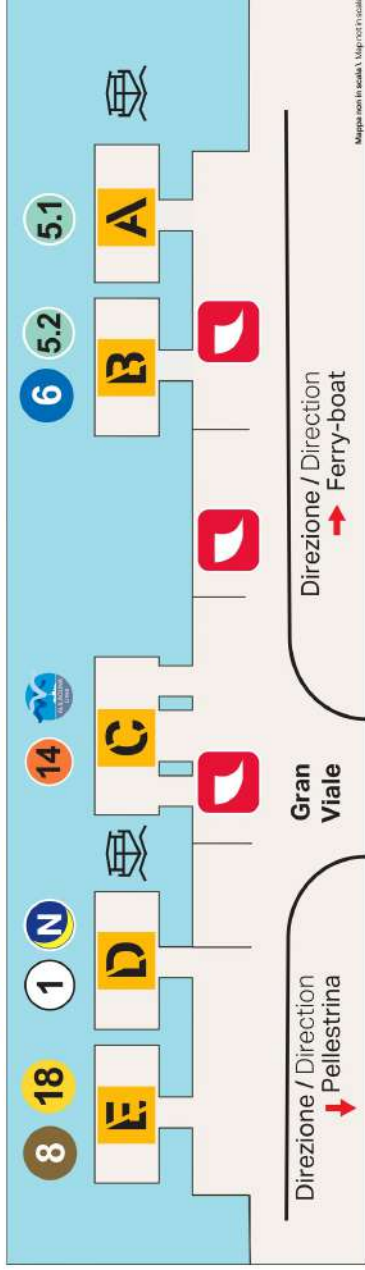 8 18 1 N 14 6 5.2 5.1
E D C B A
Gran
Viale
Direzione / Direction
Pellestrina
Direzione / Direction
Ferry-boat
Mappa non in scala \ Map not in scale